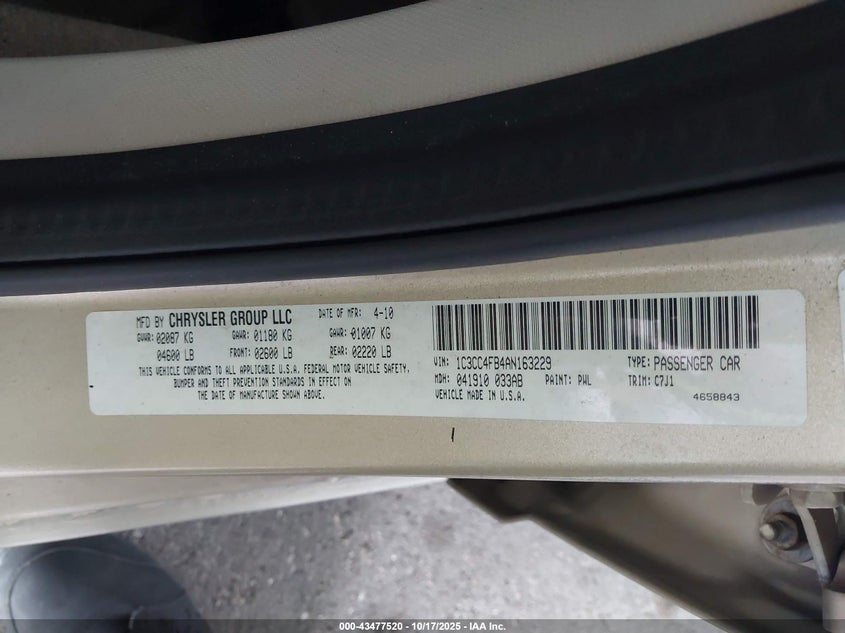 MFD BY CHRYSLER GROUP LLC DATE OF MFR: 4-10
GVWR: 02087 KG GAWR: 01180 KG GAWR: 01007 KG
04600 LB FRONT: 02600 LB REAR: 02220 LB
THIS VEHICLE CONFORMS TO ALL APPLICABLE U.S.A. FEDERAL MOTOR VEHICLE SAFETY,
BUMPER AND THEFT PREVENTION STANDARDS IN EFFECT ON
THE DATE OF MANUFACTURE SHOWN ABOVE.
VIN: 1C3CC4FB4AN163229 TYPE: PASSENGER CAR
MDH: 041910 033AB PAINT: PWL TRIM: C7J1
VEHICLE MADE IN U.S.A. 4658843
000-43477520 | 10/17/2025 - IAA Inc.